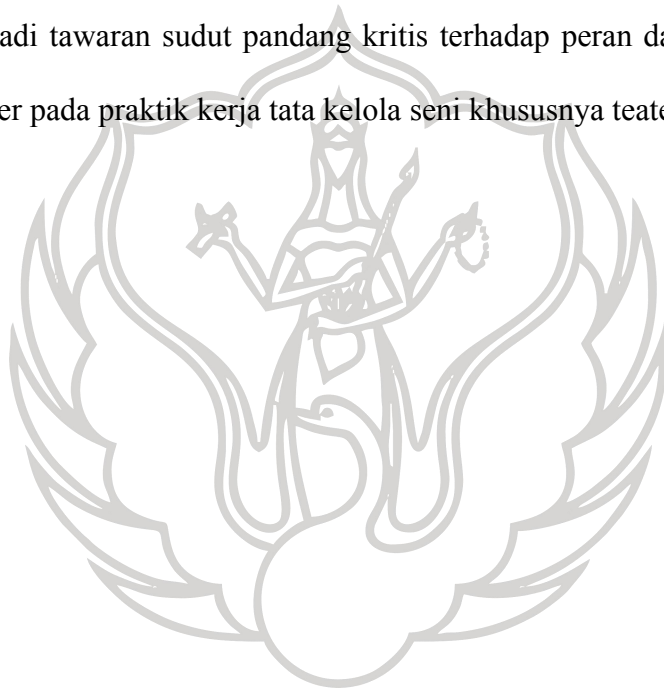 adi tawaran sudut pandang kritis terhadap peran da
er pada praktik kerja tata kelola seni khususnya teate